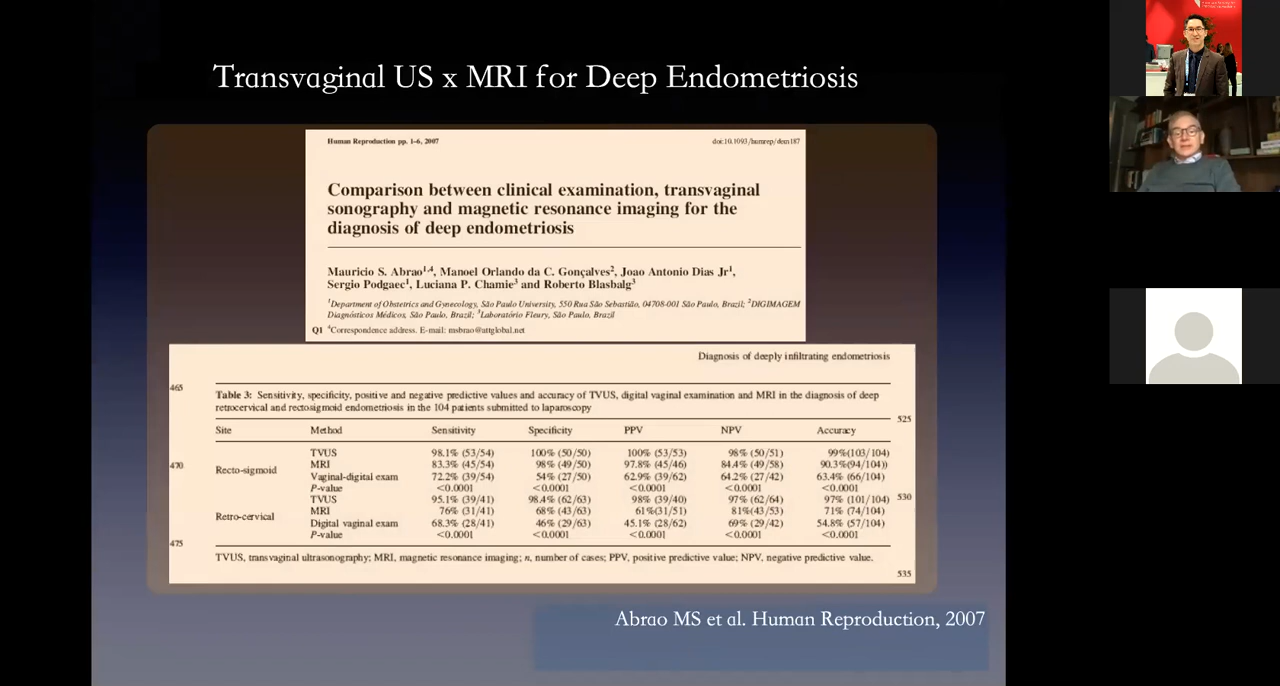 Transvaginal US x MRI for Deep Endometriosis
Human Reproduction pp. 1–6, 2007
doi:10.1093/humrep/dem187
Comparison between clinical examination, transvaginal
sonography and magnetic resonance imaging for the
diagnosis of deep endometriosis
Mauricio S. Abrao1,4, Manoel Orlando da C. Gonçalves2, Joao Antonio Dias Jr1,
Sergio Podgaec1, Luciana P. Chamie3 and Roberto Blasbalg3
1Department of Obstetrics and Gynecology, São Paulo University, 550 Rua São Sebastião, 04708-001 São Paulo, Brazil; 2DIGIMAGEM
Diagnósticos Médicos, São Paulo, Brazil; 3Laboratório Fleury, São Paulo, Brazil
Q1 4Correspondence address. E-mail: msbrao@attglobal.net
Diagnosis of deeply infiltrating endometriosis
465
Table 3: Sensitivity, specificity, positive and negative predictive values and accuracy of TVUS, digital vaginal examination and MRI in the diagnosis of deep
retrocervical and rectosigmoid endometriosis in the 104 patients submitted to laparoscopy
525
Site Method Sensitivity Specificity PPV NPV Accuracy
TVUS 98.1% (53/54) 100% (50/50) 100% (53/53) 98% (50/51) 99%(103/104)
470 Recto-sigmoid MRI 83.3% (45/54) 98% (49/50) 97.8% (45/46) 84.4% (49/58) 90.3%(94/104))
Vaginal-digital exam 72.2% (39/54) 54% (27/50) 62.9% (39/62) 64.2% (27/42) 63.4% (66/104)
P-value <0.0001 <0.0001 <0.0001 <0.0001 <0.0001
TVUS 95.1% (39/41) 98.4% (62/63) 98% (39/40) 97% (62/64) 97% (101/104) 530
Retro-cervical MRI 76% (31/41) 68% (43/63) 61%(31/51) 81%(43/53) 71% (74/104)
Digital vaginal exam 68.3% (28/41) 46% (29/63) 45.1% (28/62) 69% (29/42) 54.8% (57/104)
P-value <0.0001 <0.0001 <0.0001 <0.0001 <0.0001
475
TVUS, transvaginal ultrasonography; MRI, magnetic resonance imaging; n, number of cases; PPV, positive predictive value; NPV, negative predictive value.
535
Abrao MS et al. Human Reproduction, 2007